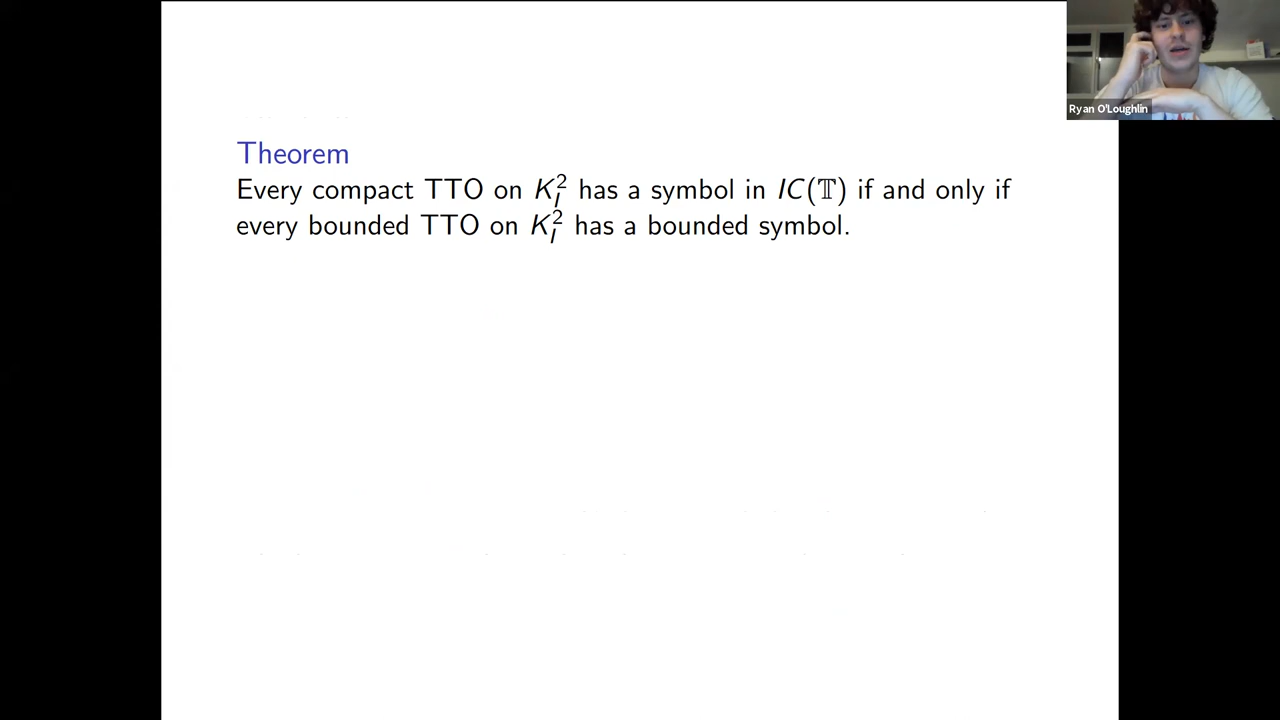 Ryan O'Loughlin
Theorem
Every compact TTO on $K_I^2$ has a symbol in $IC(\mathbb{T})$ if and only if
every bounded TTO on $K_I^2$ has a bounded symbol.